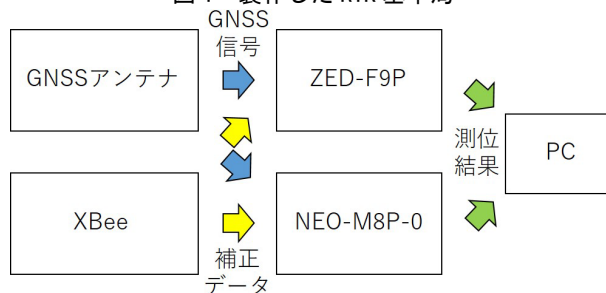 GNSS
信号
GNSSアンテナ
ZED-F9P
測位
結果
PC
XBee
NEO-M8P-0
補正
データ